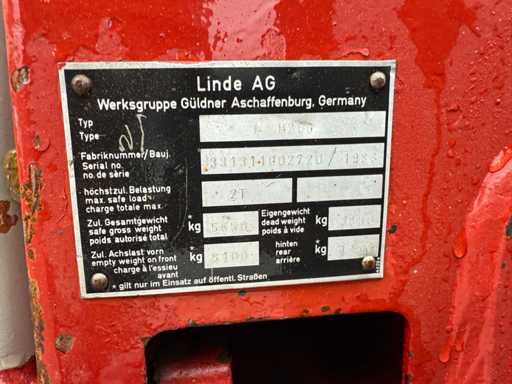 Linde AG
Werksgruppe Güldner Aschaffenburg, Germany
Typ
Type
Fabriknummer/Bauj.
Serial no.
no. de série
höchstzul. Belastung
max. safe load
charge totale max.
2T
Zul. Gesamtgewicht
safe gross weight
poids autorisé total
* kg
Eigengewicht
dead weight
poids à vide
kg
Zul. Achslast vorn
empty weight on front
charge à l'essieu
avant
* kg
hinten
rear
arrière
* kg
* gilt nur im Einsatz auf öffentl. Straßen